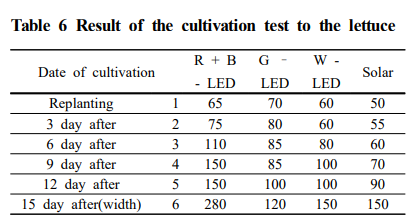 Table 6 Result of the cultivation test to the lettuce
Date of cultivation R + B - LED G - LED W - LED Solar
Replanting 1 65 70 60 50
3 day after 2 75 80 60 55
6 day after 3 110 85 80 60
9 day after 4 150 85 100 70
12 day after 5 150 100 100 90
15 day after(width) 6 280 120 150 150